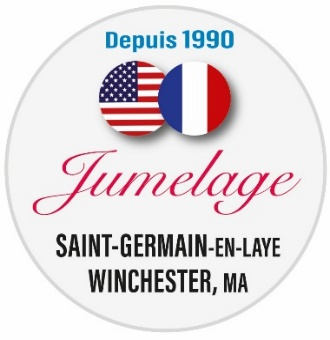 Depuis 1990
Jumelage
SAINT-GERMAIN-EN-LAYE
WINCHESTER, MA